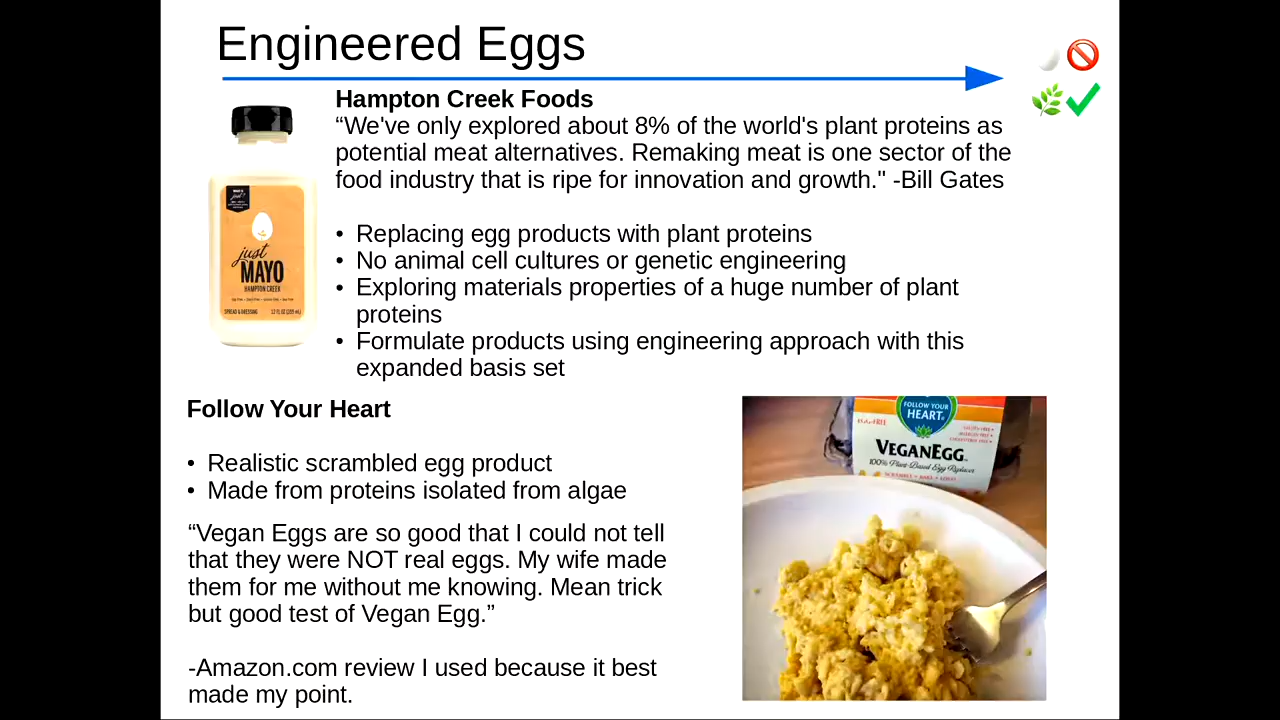 Engineered Eggs
Hampton Creek Foods
“We've only explored about 8% of the world's plant proteins as
potential meat alternatives. Remaking meat is one sector of the
food industry that is ripe for innovation and growth." -Bill Gates
• Replacing egg products with plant proteins
• No animal cell cultures or genetic engineering
• Exploring materials properties of a huge number of plant
proteins
• Formulate products using engineering approach with this
expanded basis set
just
MAYO
HAMPTON CREEK
SPREAD & DRESSING
Follow Your Heart
• Realistic scrambled egg product
• Made from proteins isolated from algae
“Vegan Eggs are so good that I could not tell
that they were NOT real eggs. My wife made
them for me without me knowing. Mean trick
but good test of Vegan Egg.”
-Amazon.com review I used because it best
made my point.
FOLLOW YOUR
HEART
VEGANEGG
100% Plant-Based Egg Replacer